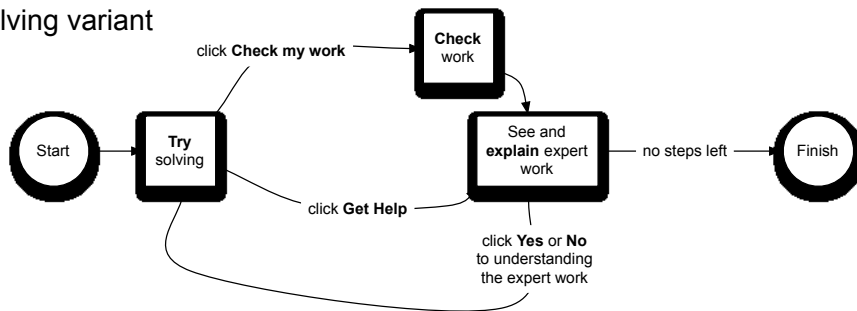 lving variant
click Check my work
Check
work
Start
Try
solving
See and
explain expert
work
no steps left
Finish
click Get Help
click Yes or No
to understanding
the expert work